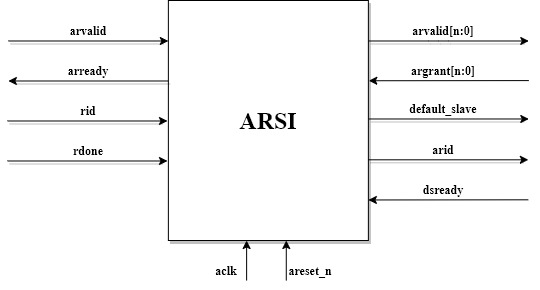 arvalid
arready
rid
rdone
ARSI
arvalid[n:0]
argrant[n:0]
default_slave
arid
dsready
aclk
areset_n